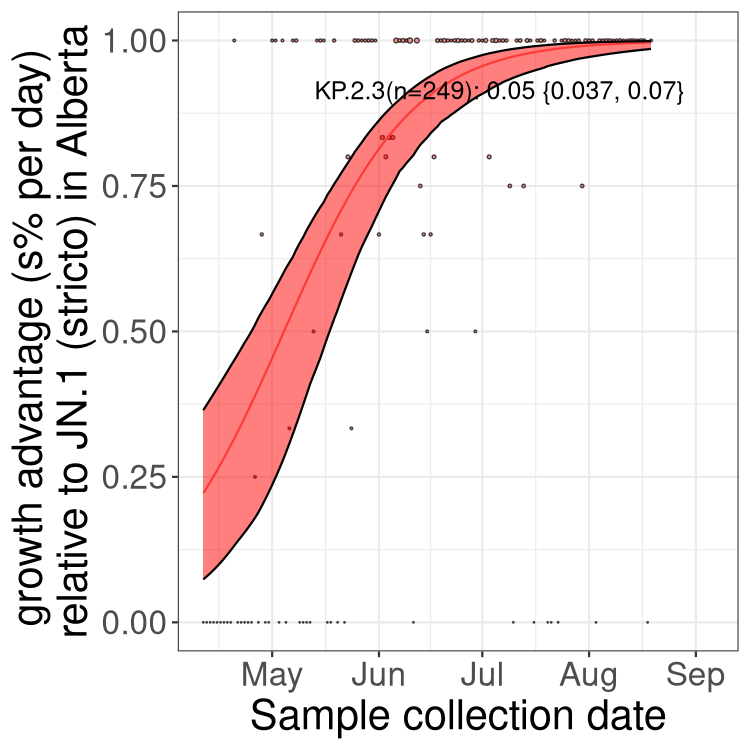 growth advantage (s% per day)
relative to JN.1 (stricto) in Alberta
1.00
0.75
0.50
0.25
0.00
KP.2.3(n=249): 0.05 {0.037, 0.07}
May Jun Jul Aug Sep
Sample collection date